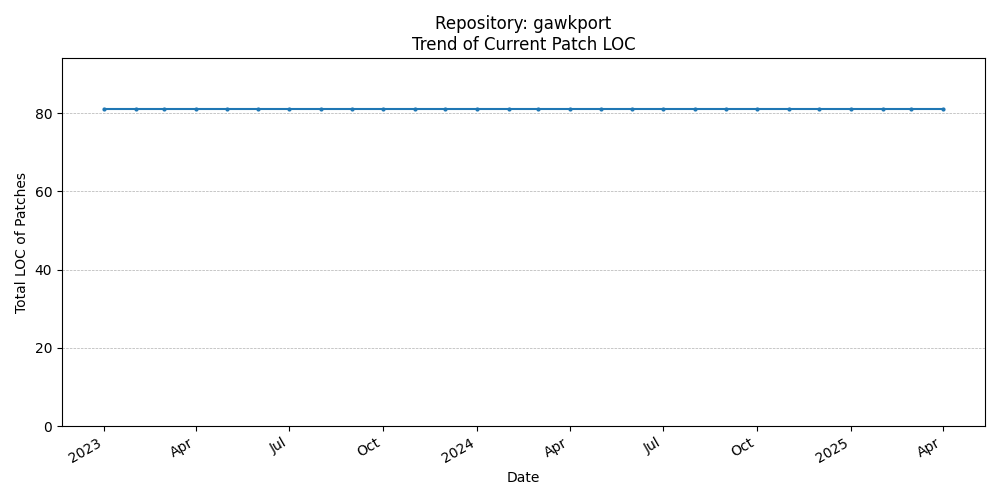 Repository: gawkport
Trend of Current Patch LOC
Total LOC of Patches
80
60
40
20
0
2023
Apr
Jul
Oct
2024
Apr
Jul
Oct
2025
Apr
Date